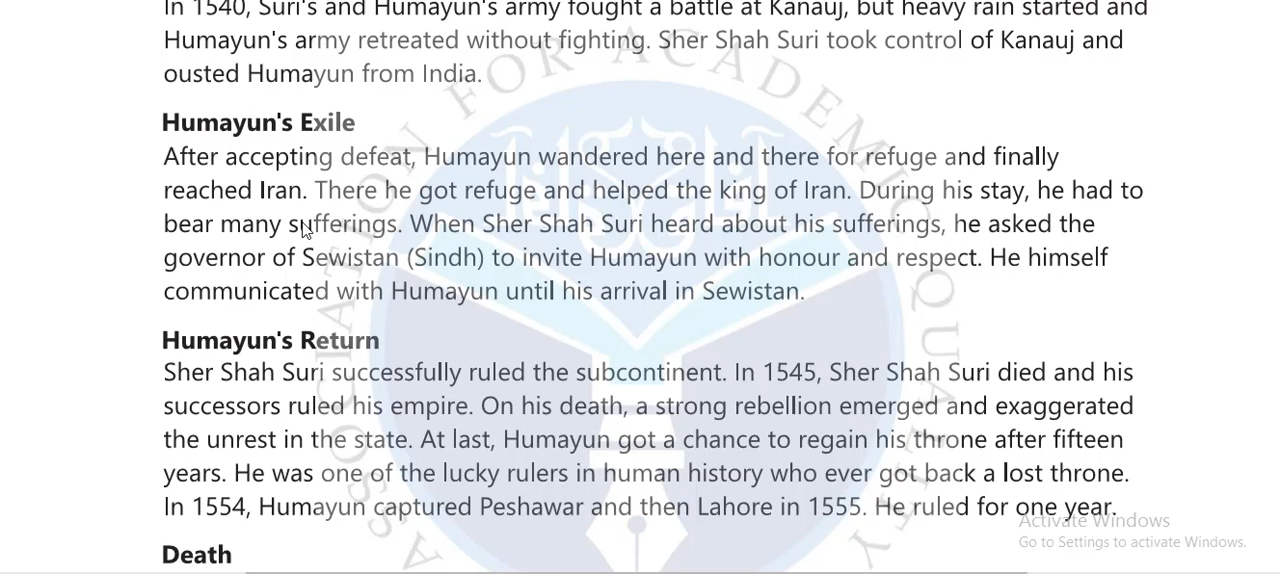 In 1540, Suri's and Humayun's army fought a battle at Kanauj, but heavy rain started and
Humayun's army retreated without fighting. Sher Shah Suri took control of Kanauj and
ousted Humayun from India.
Humayun's Exile
After accepting defeat, Humayun wandered here and there for refuge and finally
reached Iran. There he got refuge and helped the king of Iran. During his stay, he had to
bear many sufferings. When Sher Shah Suri heard about his sufferings, he asked the
governor of Sewistan (Sindh) to invite Humayun with honour and respect. He himself
communicated with Humayun until his arrival in Sewistan.
Humayun's Return
Sher Shah Suri successfully ruled the subcontinent. In 1545, Sher Shah Suri died and his
successors ruled his empire. On his death, a strong rebellion emerged and exaggerated
the unrest in the state. At last, Humayun got a chance to regain his throne after fifteen
years. He was one of the lucky rulers in human history who ever got back a lost throne.
In 1554, Humayun captured Peshawar and then Lahore in 1555. He ruled for one year.
Death
ASSOCIATION FOR ACADEMIC QUALITY
Activate Windows
Go to Settings to activate Windows.